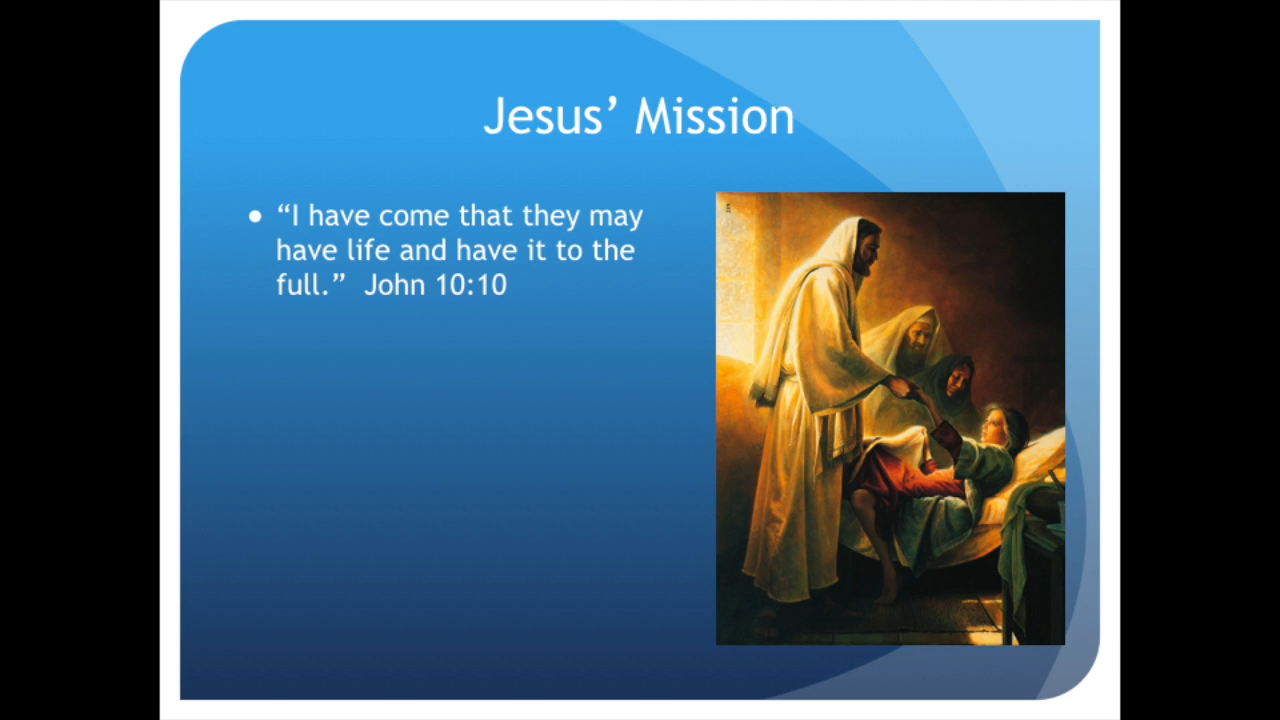 Jesus’ Mission
● “I have come that they may
have life and have it to the
full.”  John 10:10